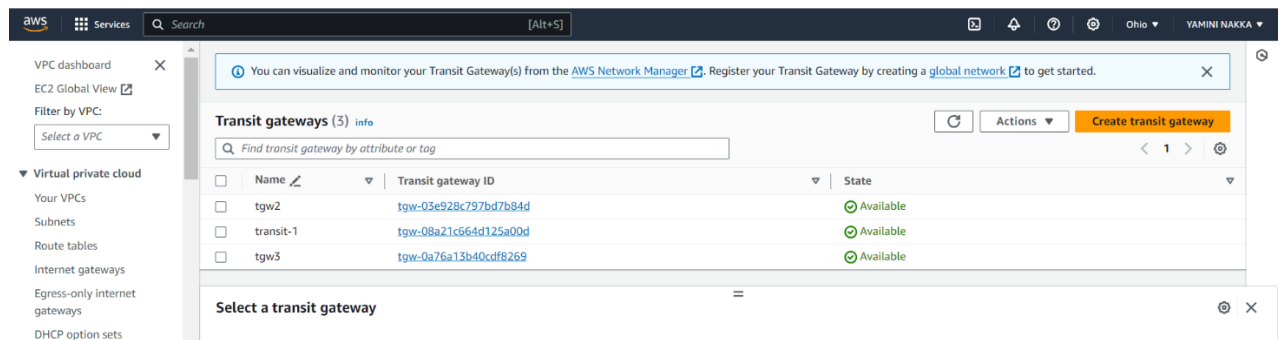 aws Services Search [Alt+S] Ohio YAMINI NAKKA
VPC dashboard
EC2 Global View
Filter by VPC:
Select a VPC
Virtual private cloud
Your VPCs
Subnets
Route tables
Internet gateways
Egress-only internet
gateways
DHCP option sets
You can visualize and monitor your Transit Gateway(s) from the AWS Network Manager. Register your Transit Gateway by creating a global network to get started.
Transit gateways (3) info
Actions
Create transit gateway
Find transit gateway by attribute or tag
1
Name Transit gateway ID State
tgw2 tgw-03e928c797bd7b84d Available
transit-1 tgw-08a21c664d125a00d Available
tgw3 tgw-0a76a13b40cdf8269 Available
Select a transit gateway